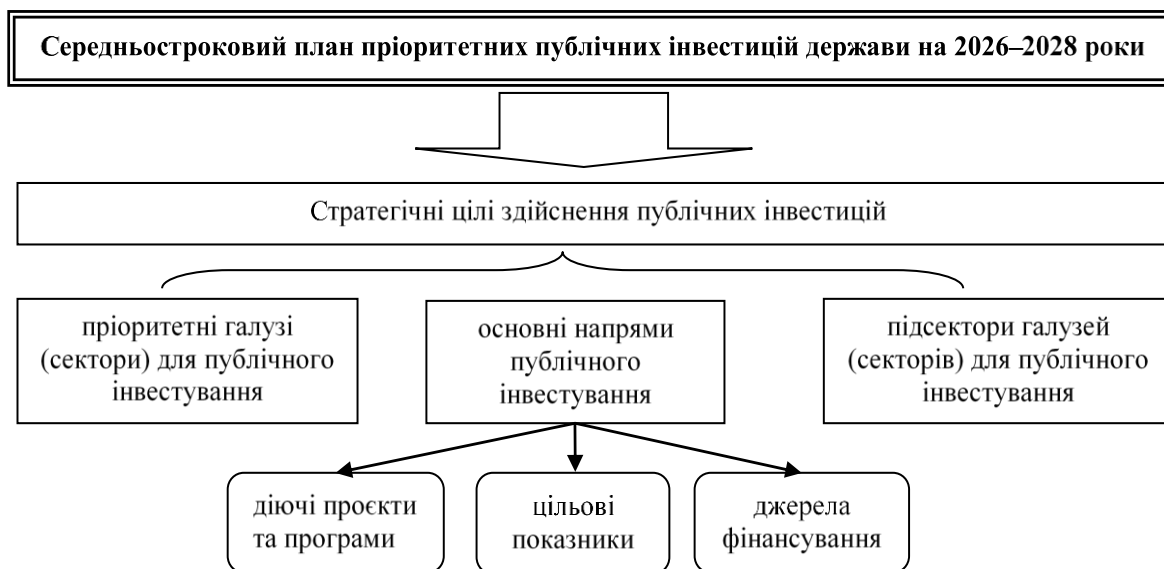 Середньостроковий план пріоритетних публічних інвестицій держави на 2026–2028 роки
Стратегічні цілі здійснення публічних інвестицій
пріоритетні галузі
(сектори) для публічного
інвестування
основні напрями
публічного
інвестування
підсектори галузей
(секторів) для публічного
інвестування
діючі проєкти
та програми
цільові
показники
джерела
фінансування